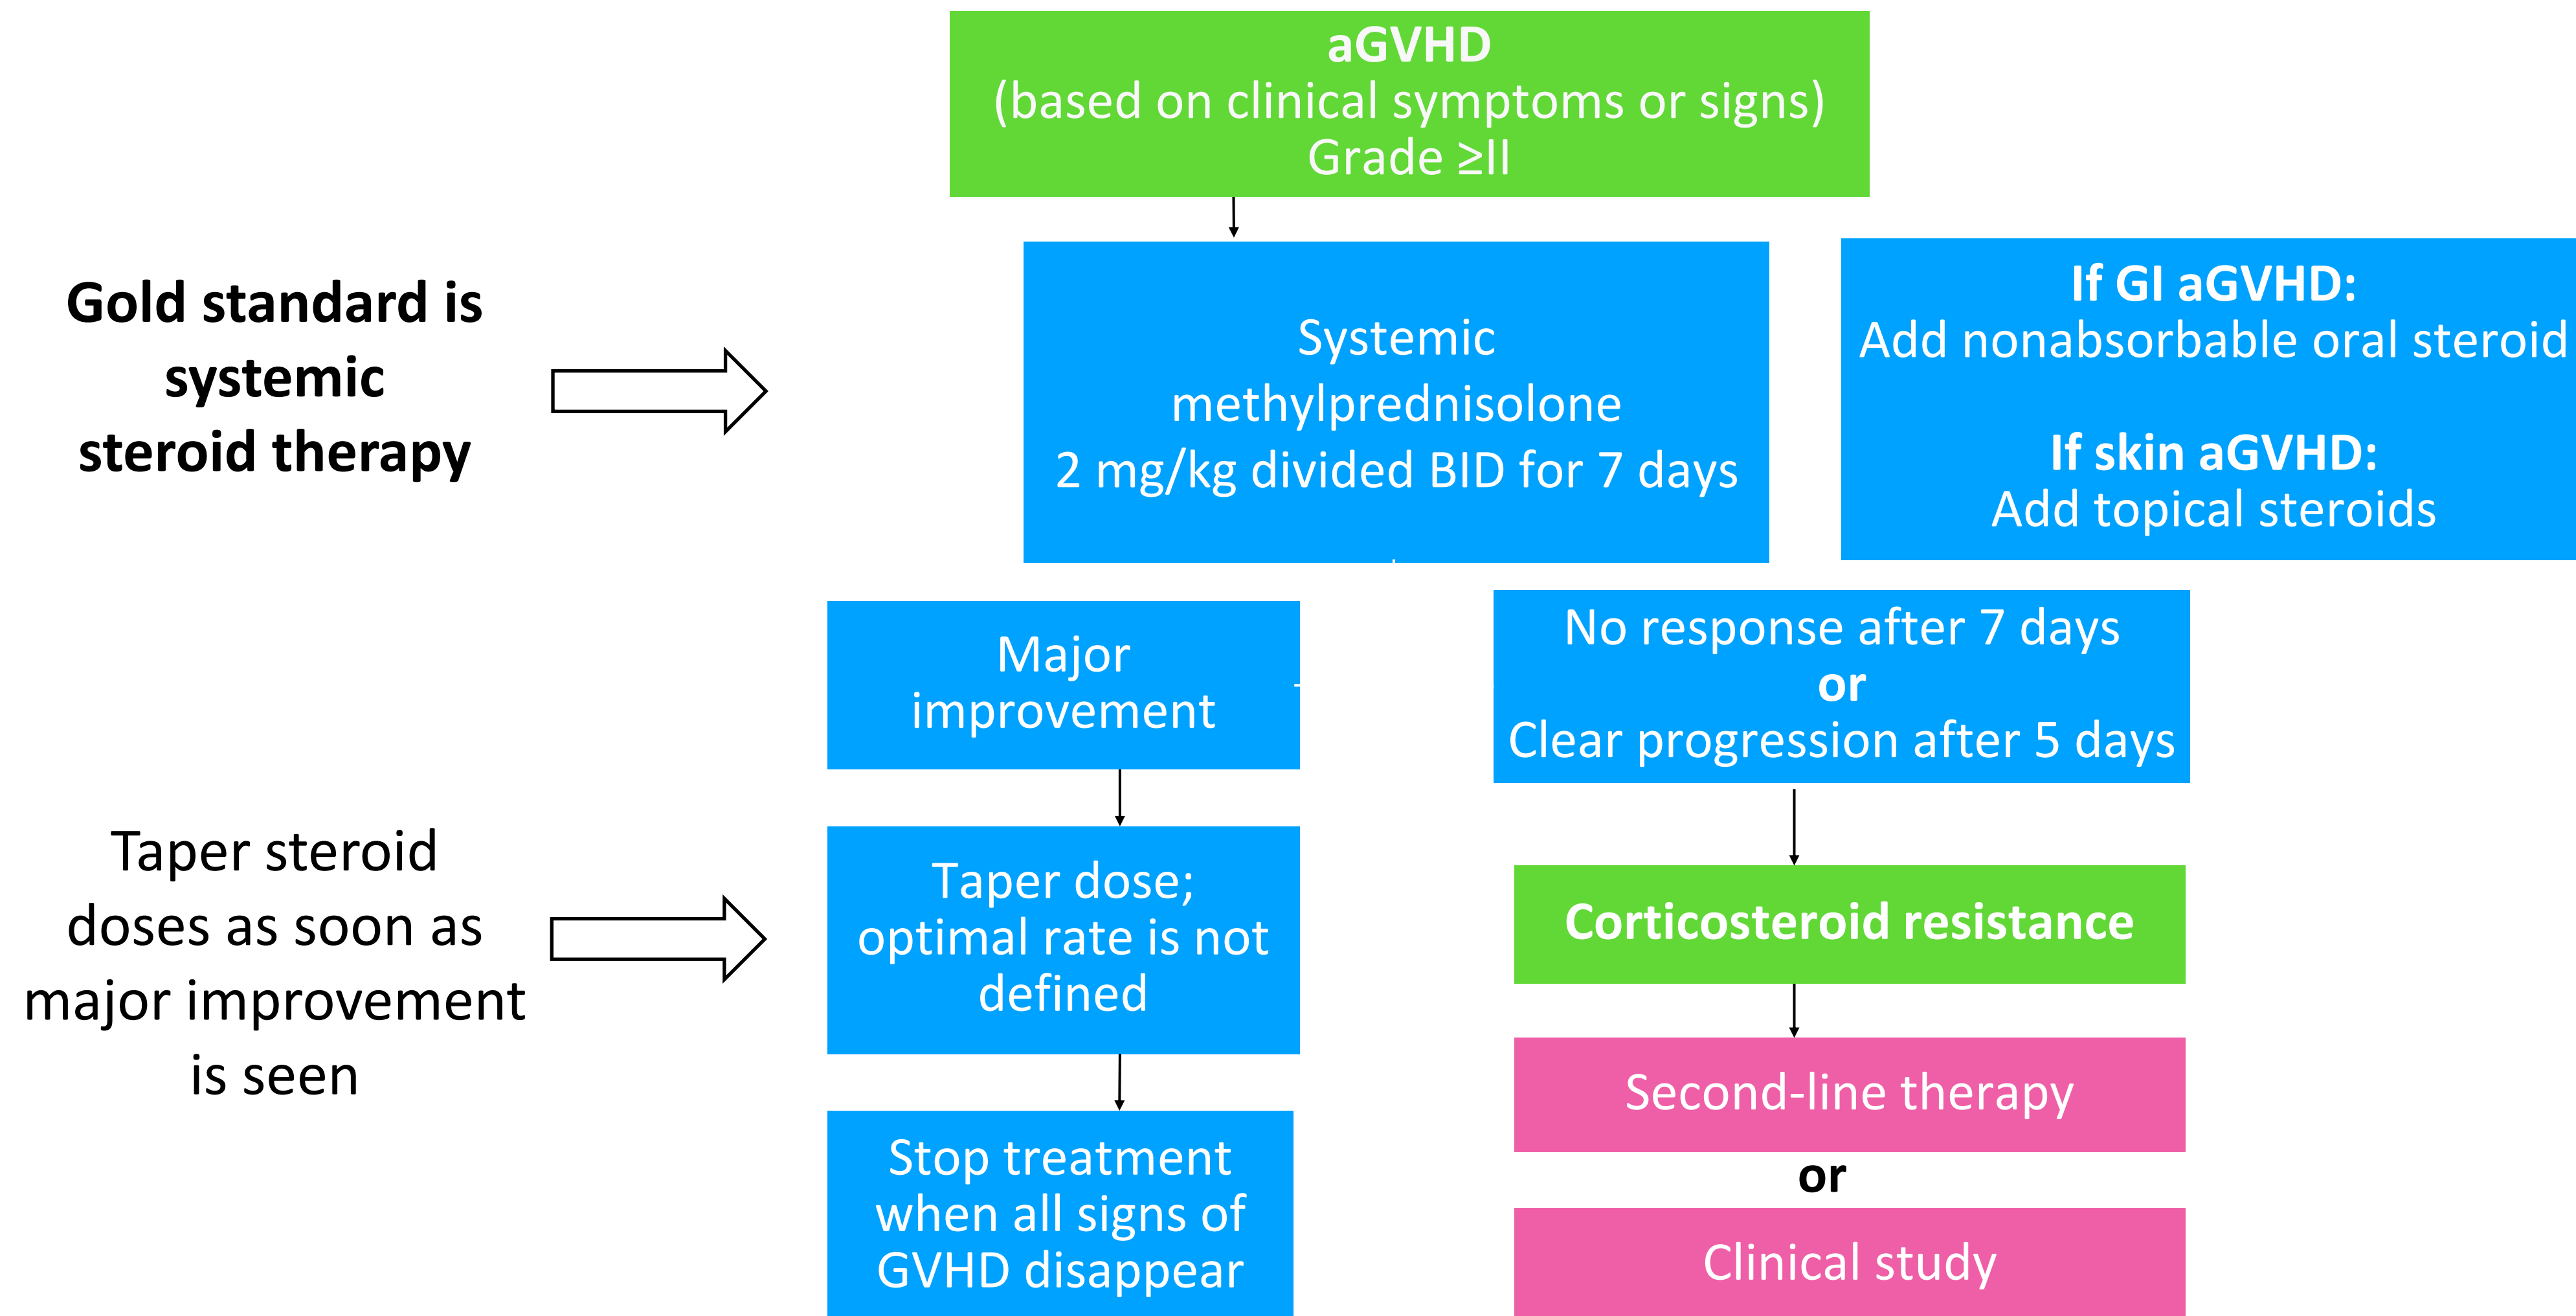 aGVHD
(based on clinical symptoms or signs)
Grade ≥II
Gold standard is
systemic
steroid therapy
Systemic
methylprednisolone
2 mg/kg divided BID for 7 days
If GI aGVHD:
Add nonabsorbable oral steroid
If skin aGVHD:
Add topical steroids
Major
improvement
No response after 7 days
or
Clear progression after 5 days
Taper steroid
doses as soon as
major improvement
is seen
Taper dose;
optimal rate is not
defined
Corticosteroid resistance
Stop treatment
when all signs of
GVHD disappear
Second-line therapy
or
Clinical study